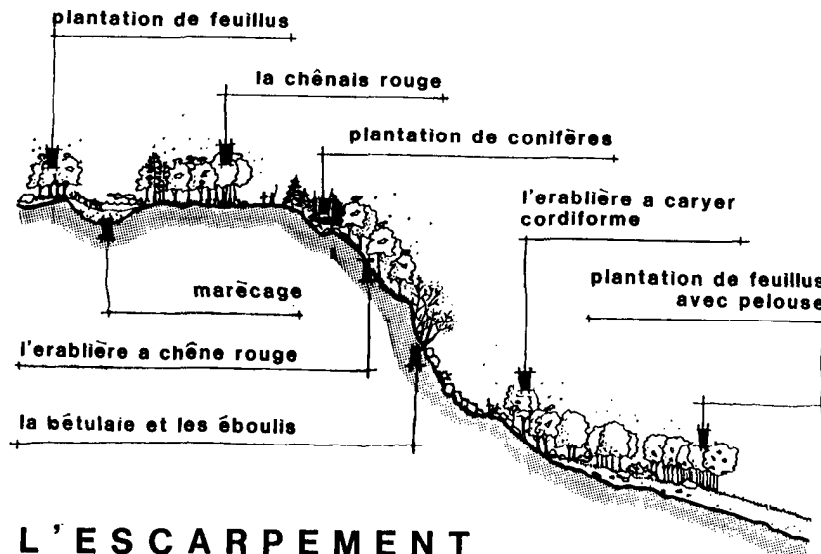 plantation de feuillus
la chênais rouge
plantation de conifères
l'erablière a caryer
cordiforme
plantation de feuillus
avec pelouse
marècage
l'erablière a chêne rouge
la bétulaie et les éboulis
L'ESCARPEMENT